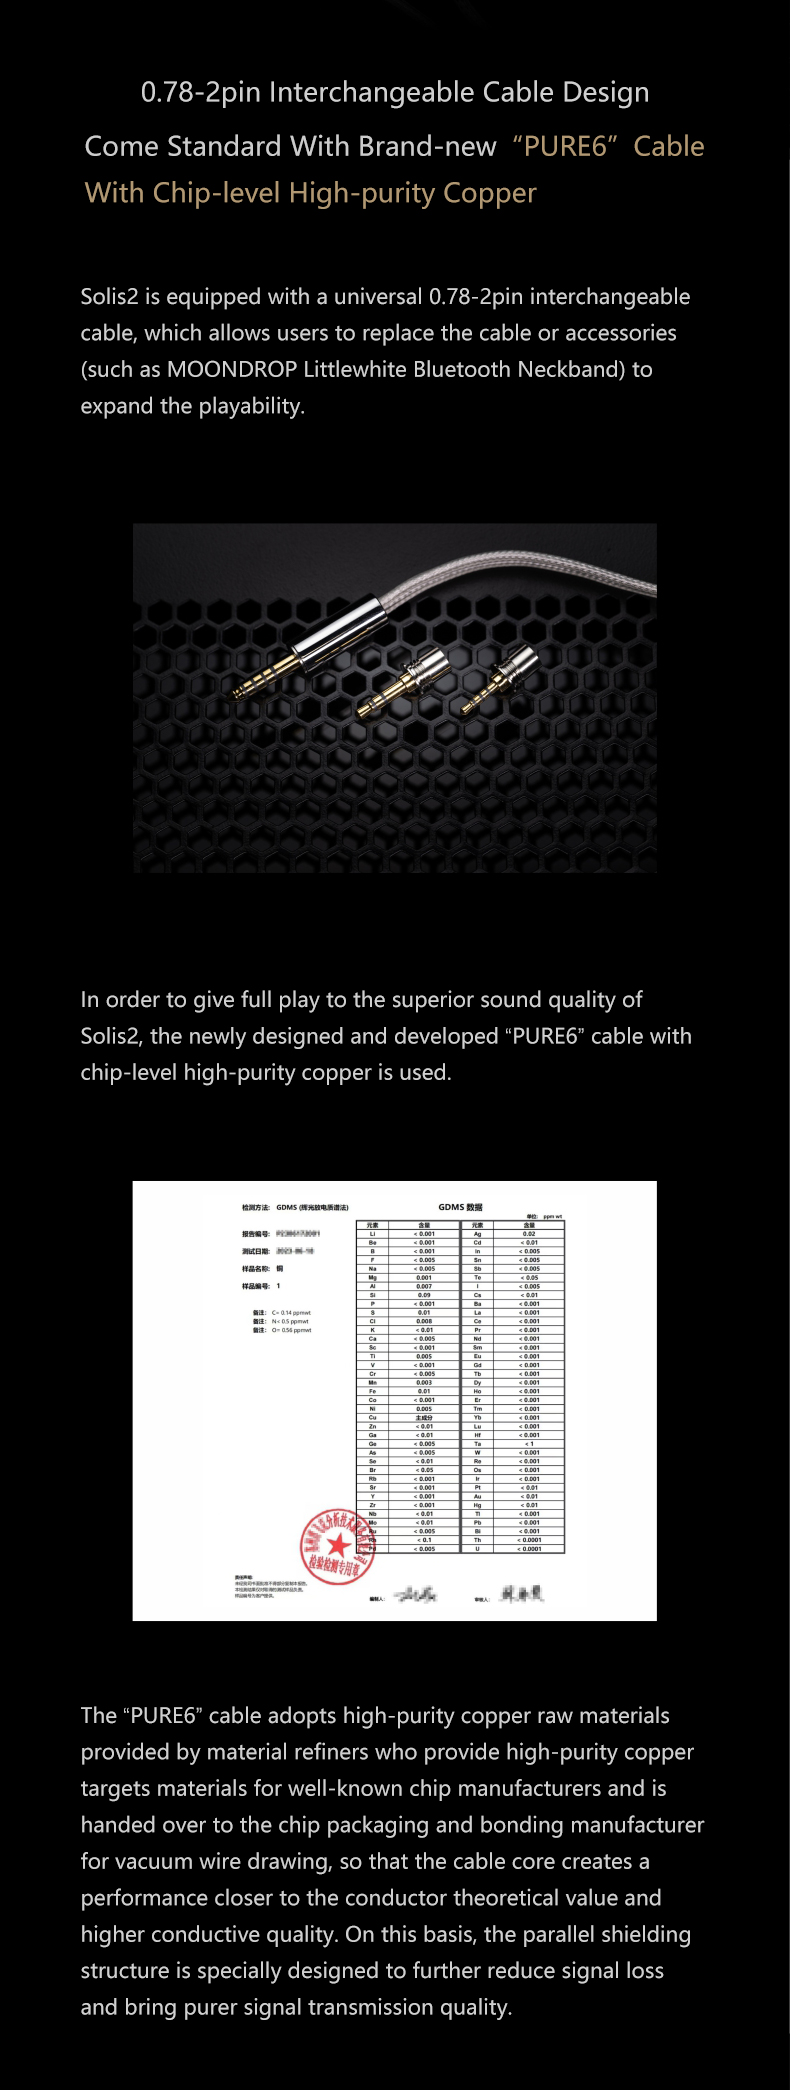 0.78-2pin Interchangeable Cable Design
Come Standard With Brand-new “PURE6” Cable
With Chip-level High-purity Copper
Solis2 is equipped with a universal 0.78-2pin interchangeable
cable, which allows users to replace the cable or accessories
(such as MOONDROP Littlewhite Bluetooth Neckband) to
expand the playability.
In order to give full play to the superior sound quality of
Solis2, the newly designed and developed “PURE6” cable with
chip-level high-purity copper is used.
检测方法: GDMS (辉光放电质谱法)
报告编号:
测试日期:
样品名称: 铜
样品编号: 1
备注: C= 0.14 ppmwt
备注: N< 0.5 ppmwt
备注: O= 0.56 ppmwt
GDMS 数据
单位: ppm wt
元素 含量 元素 含量
Li < 0.001 Ag 0.02
Be < 0.001 Cd < 0.01
B < 0.001 In < 0.005
F < 0.005 Sn < 0.005
Na < 0.005 Sb < 0.005
Mg 0.001 Te < 0.05
Al 0.007 I < 0.005
Si 0.09 Cs < 0.01
P < 0.001 Ba < 0.001
S 0.01 La < 0.001
Cl 0.008 Ce < 0.001
K < 0.01 Pr < 0.001
Ca < 0.005 Nd < 0.001
Sc < 0.001 Sm < 0.001
Ti 0.005 Eu < 0.001
V < 0.001 Gd < 0.001
Cr < 0.005 Tb < 0.001
Mn 0.003 Dy < 0.001
Fe 0.01 Ho < 0.001
Co < 0.001 Er < 0.001
Ni 0.005 Tm < 0.001
Cu 主成分 Yb < 0.001
Zn < 0.01 Lu < 0.001
Ga < 0.01 Hf < 0.001
Ge < 0.005 Ta < 1
As < 0.005 W < 0.001
Se < 0.01 Re < 0.001
Br < 0.05 Os < 0.001
Rb < 0.001 Ir < 0.001
Sr < 0.001 Pt < 0.01
Y < 0.001 Au < 0.01
Zr < 0.001 Hg < 0.01
Nb < 0.01 Tl < 0.001
Mo < 0.01 Pb < 0.001
Ru < 0.005 Bi < 0.001
< 0.1 Th < 0.0001
< 0.005 U < 0.0001
检验检测专用章
责任声明:
编制人:
审核人:
The “PURE6” cable adopts high-purity copper raw materials
provided by material refiners who provide high-purity copper
targets materials for well-known chip manufacturers and is
handed over to the chip packaging and bonding manufacturer
for vacuum wire drawing, so that the cable core creates a
performance closer to the conductor theoretical value and
higher conductive quality. On this basis, the parallel shielding
structure is specially designed to further reduce signal loss
and bring purer signal transmission quality.